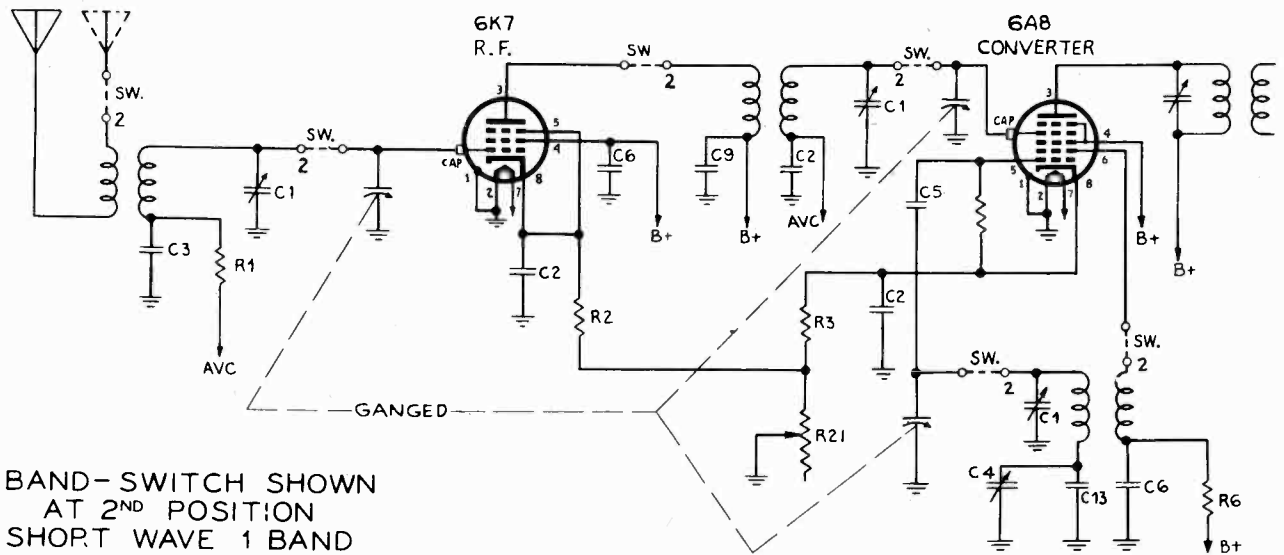 6K7
R.F.
6A8
CONVERTER
SW.
2
SW.
2
C1
C3
R1
AVC
CAP
3
5
4
8
1
2
7
C6
B+
C2
R2
SW
2
C9
B+
C2
AVC
C1
SW.
2
CAP
3
4
6
5
1
2
7
8
C5
B+
B+
C2
R3
R21
SW.
2
C1
C4
C13
SW.
2
C6
R6
B+
GANGED
BAND-SWITCH SHOWN
AT 2ND POSITION
SHORT WAVE 1 BAND